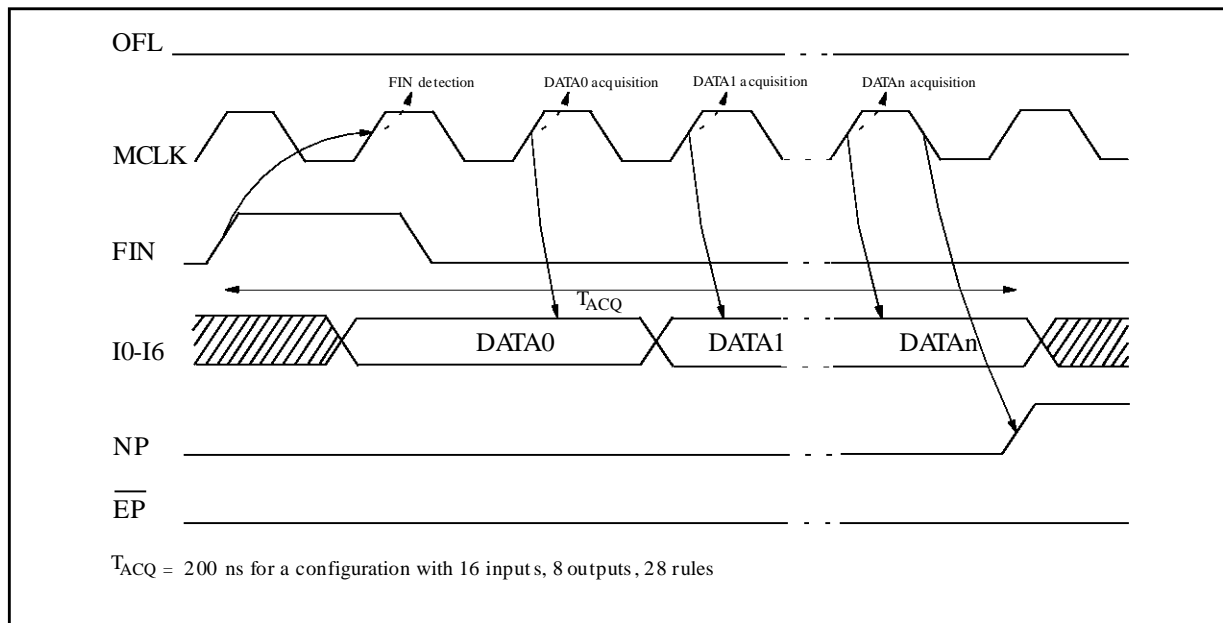 OFL
FIN detection DATA0 acquisition DATA1 acquisition DATAn acquisition
MCLK
FIN
TACQ
I0-I6 DATA0 DATA1 DATAn
NP
EP
TACQ = 200 ns for a configuration with 16 inputs, 8 outputs, 28 rules